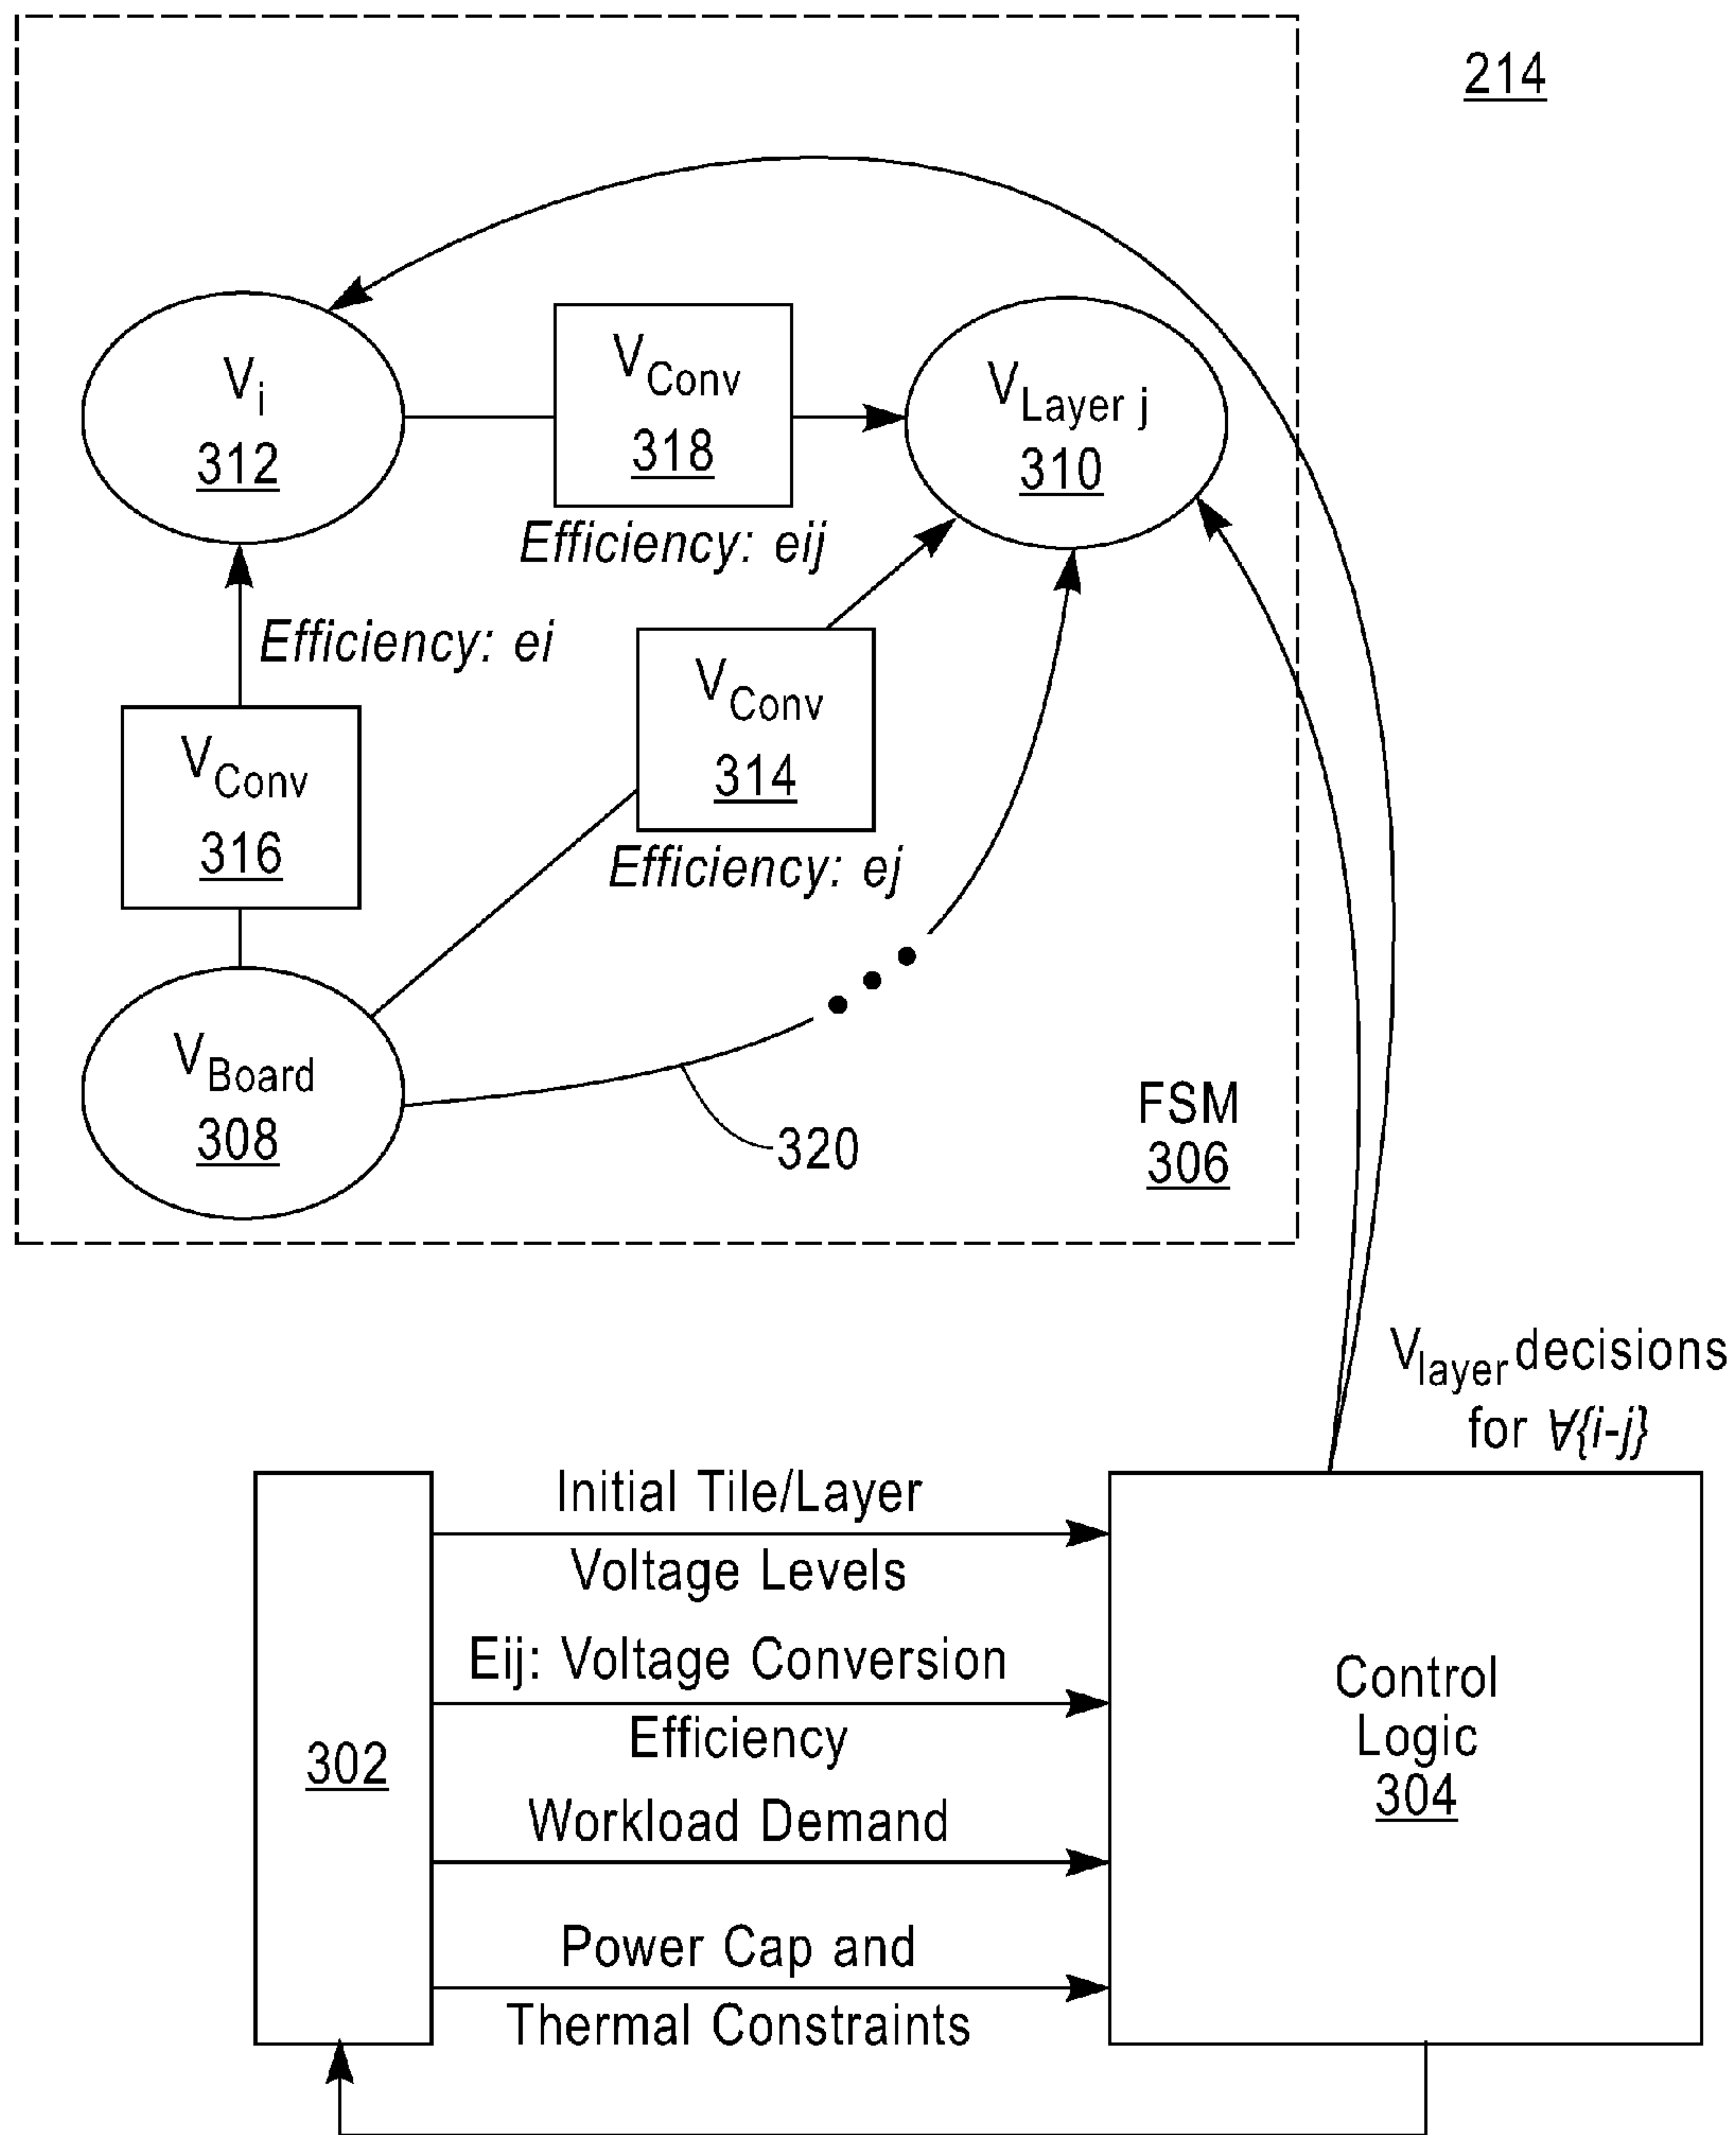 214
V_i
312
V_Conv
318
V_Layer j
310
Efficiency: eij
Efficiency: ei
V_Conv
314
V_Conv
316
Efficiency: ej
V_Board
308
320
FSM
306
V_layer decisions
for ∀{i-j}
Initial Tile/Layer
Voltage Levels
Eij: Voltage Conversion
Efficiency
302
Workload Demand
Power Cap and
Thermal Constraints
Control
Logic
304